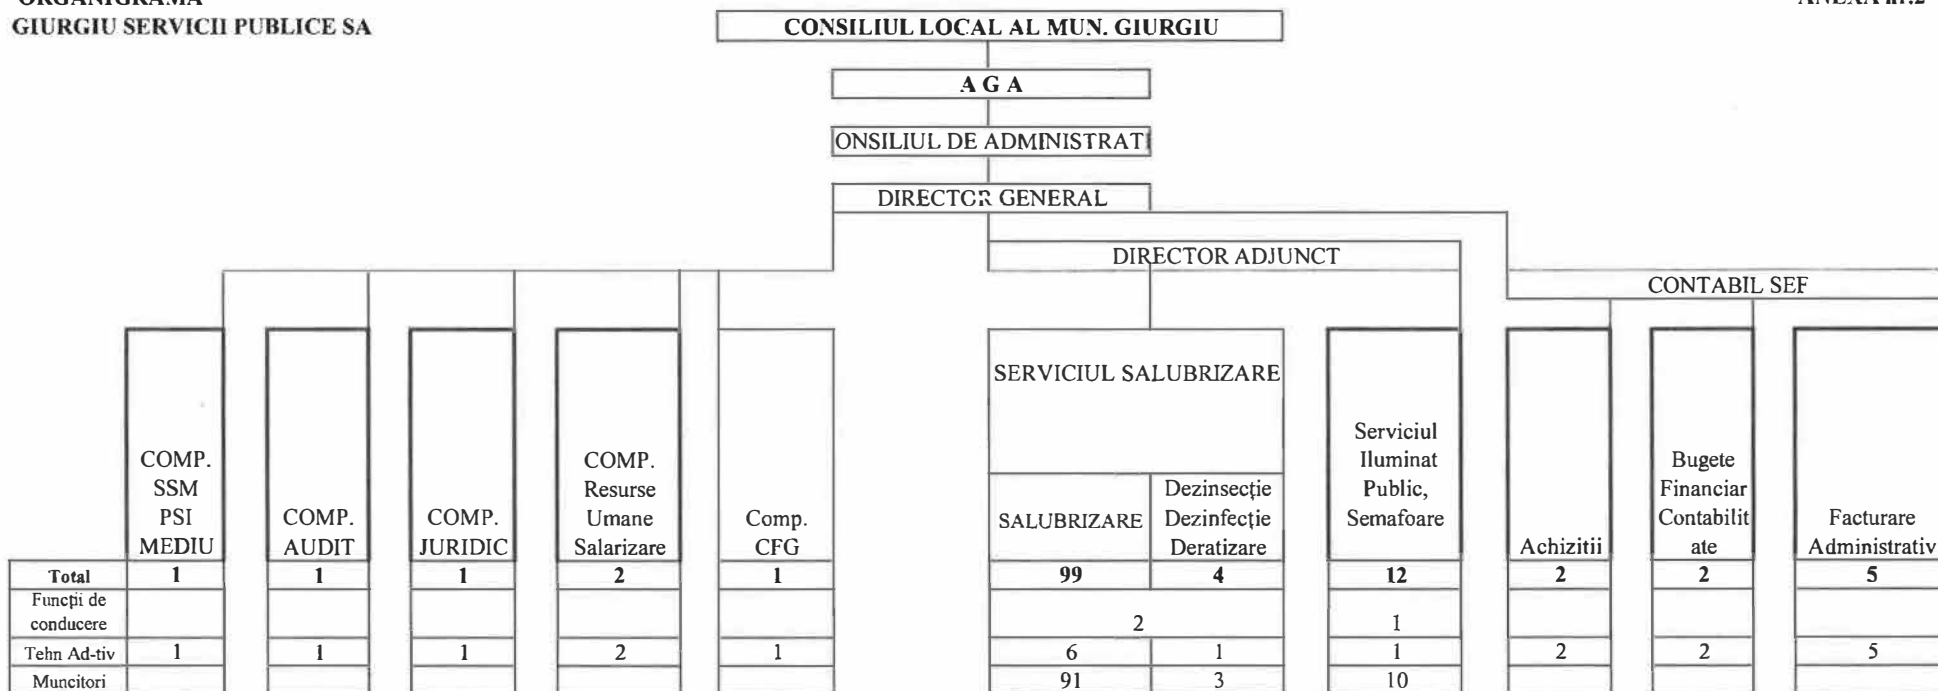 GIURGIU SERVICII PUBLICE SA
CONSILIUL LOCAL AL MUN. GIURGIU
A G A
ONSILIUL DE ADMINISTRATI
DIRECTOR GENERAL
DIRECTOR ADJUNCT
CONTABIL SEF
COMP.
SSM
PSI
MEDIU
COMP.
AUDIT
COMP.
JURIDIC
COMP.
Resurse
Umane
Salarizare
Comp.
CFG
SERVICIUL SALUBRIZARE
SALUBRIZARE
Dezinsecție
Dezinfecție
Deratizare
Serviciul
Iluminat
Public,
Semafoare
Achizitii
Bugete
Financiar
Contabilit
ate
Facturare
Administrativ
Total 1 1 1 2 1 99 4 12 2 2 5
Funcții de
conducere 2 1
Tehn Ad-tiv 1 1 1 2 1 6 1 1 2 2 5
Muncitori 91 3 10